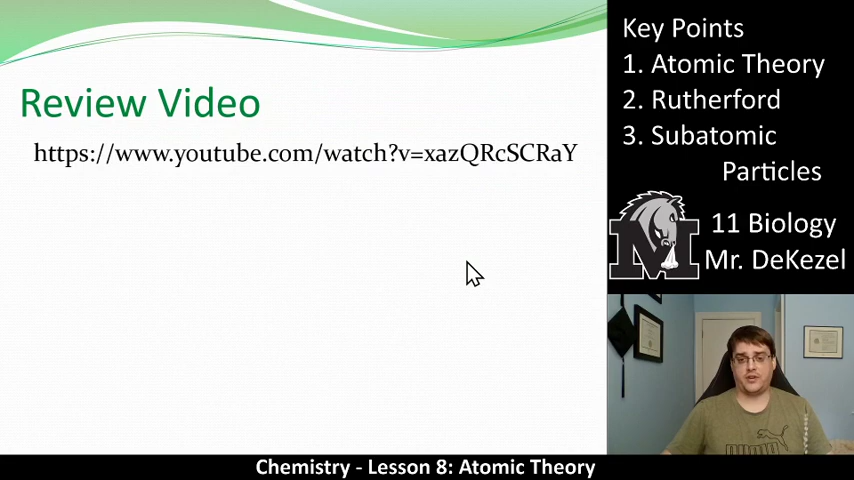 Review Video
https://www.youtube.com/watch?v=xazQRcSCRaY
Key Points
1. Atomic Theory
2. Rutherford
3. Subatomic
Particles
M
11 Biology
Mr. DeKezel
PUMA
Chemistry - Lesson 8: Atomic Theory